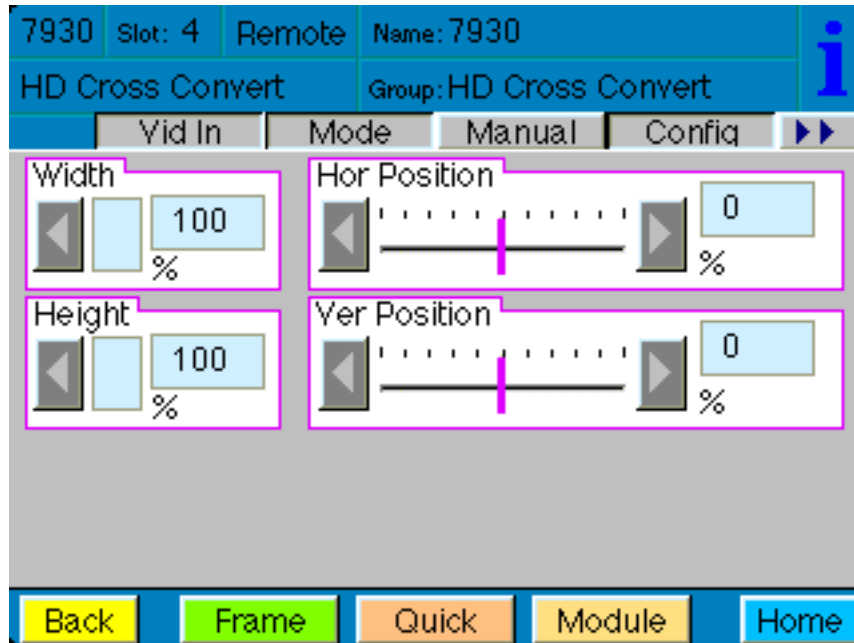 7930 Slot: 4 Remote Name: 7930
HD Cross Convert Group: HD Cross Convert
i
Vid In Mode Manual Config
Width Hor Position
100 0
% %
Height Ver Position
100 0
% %
Back Frame Quick Module Home